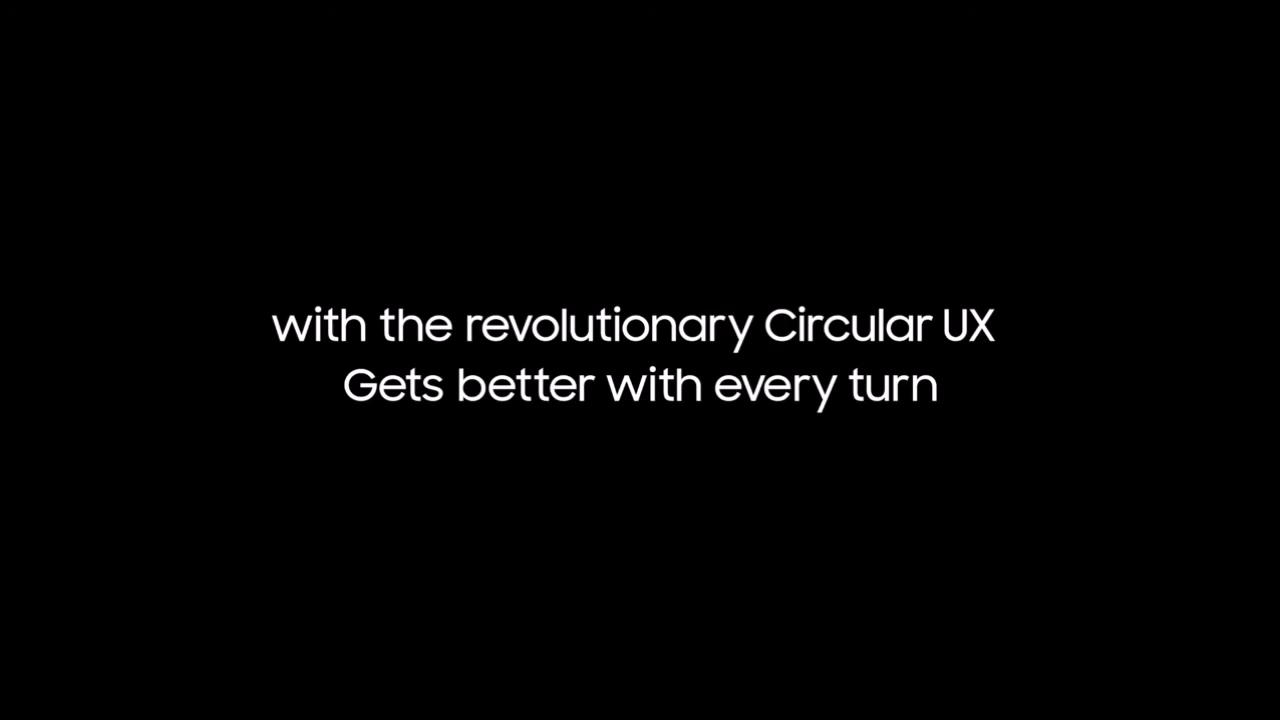 with the revolutionary Circular UX
Gets better with every turn